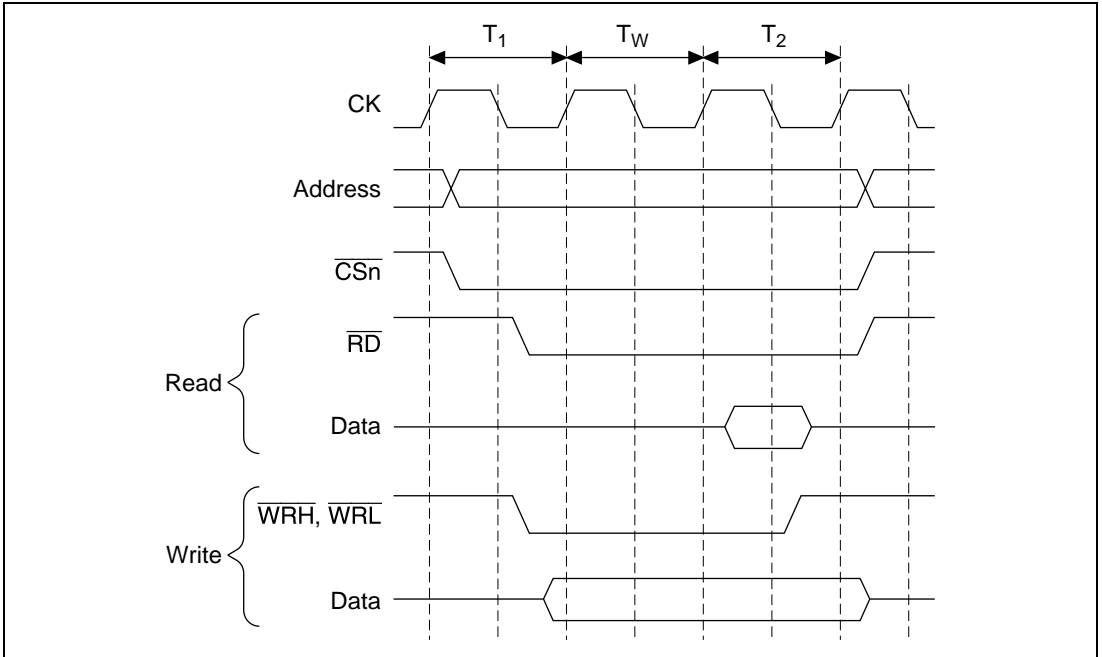 T1 TW T2
CK
Address
CSn
RD
Read
Data
WRH, WRL
Write
Data